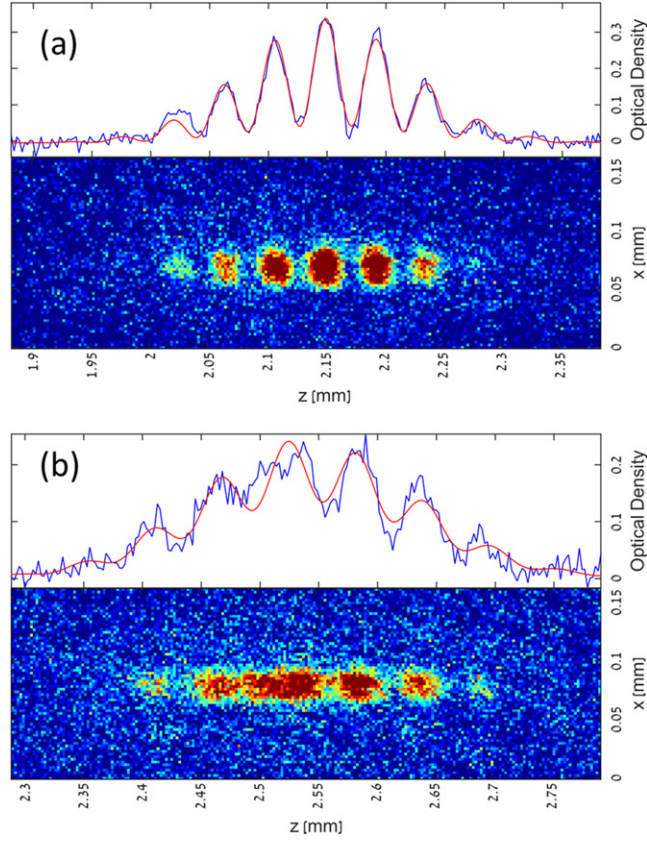 (a)
0 0.1 0.2 0.3
Optical Density
0 0.05 0.1 0.15
x [mm]
1.9 1.95 2 2.05 2.1 2.15 2.2 2.25 2.3 2.35
z [mm]
(b)
0 0.1 0.2
Optical Density
0 0.05 0.1 0.15
x [mm]
2.3 2.35 2.4 2.45 2.5 2.55 2.6 2.65 2.7 2.75
z [mm]